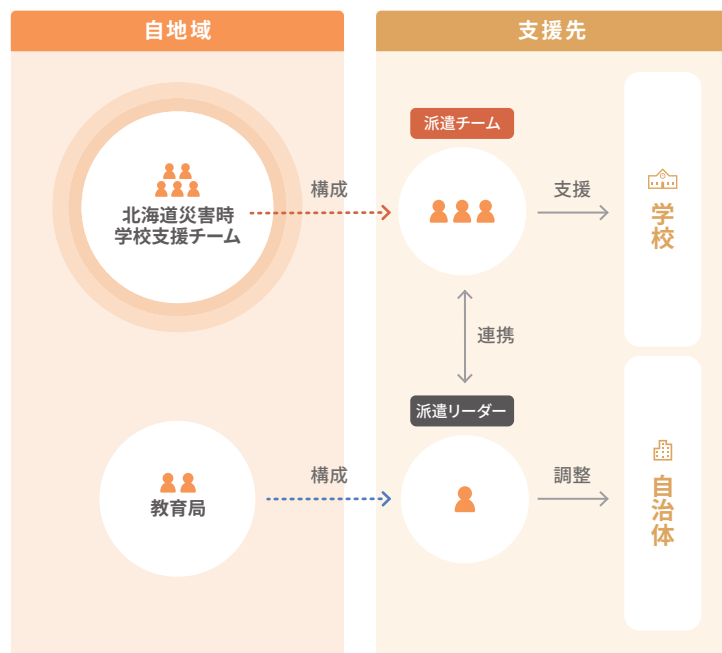 自地域
支援先
北海道災害時
学校支援チーム
構成
派遣チーム
支援
学校
連携
派遣リーダー
教育局
構成
調整
自治体